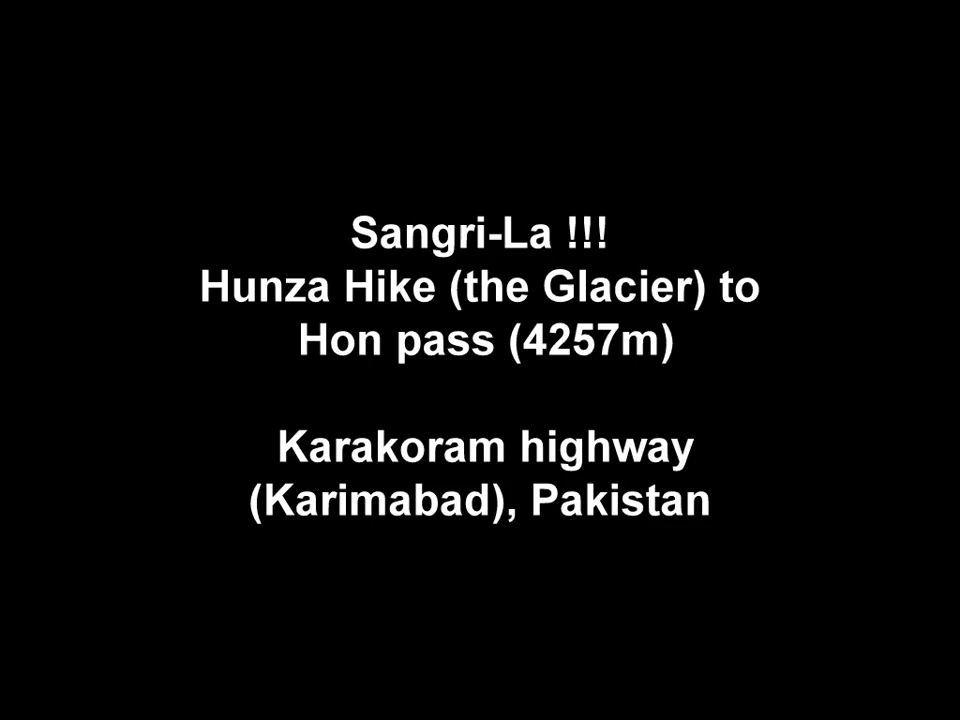 Sangri-La !!!
Hunza Hike (the Glacier) to
Hon pass (4257m)
Karakoram highway
(Karimabad), Pakistan